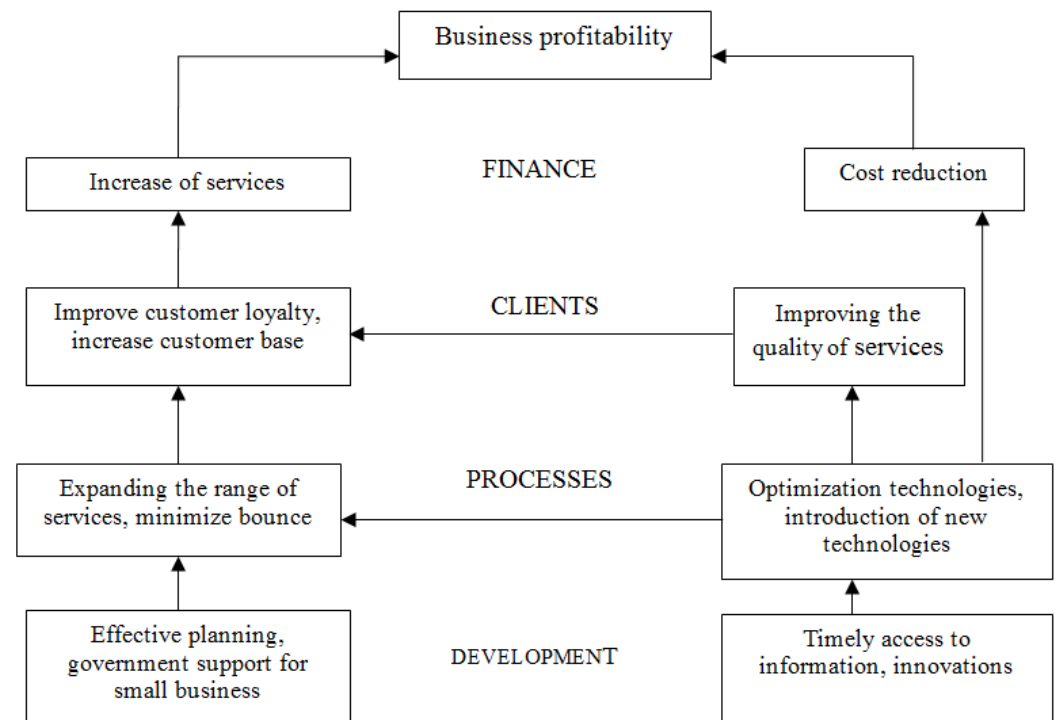 Business profitability
Increase of services
FINANCE
Cost reduction
Improve customer loyalty,
increase customer base
CLIENTS
Improving the
quality of services
Expanding the range of
services, minimize bounce
PROCESSES
Optimization technologies,
introduction of new
technologies
Effective planning,
government support for
small business
DEVELOPMENT
Timely access to
information, innovations